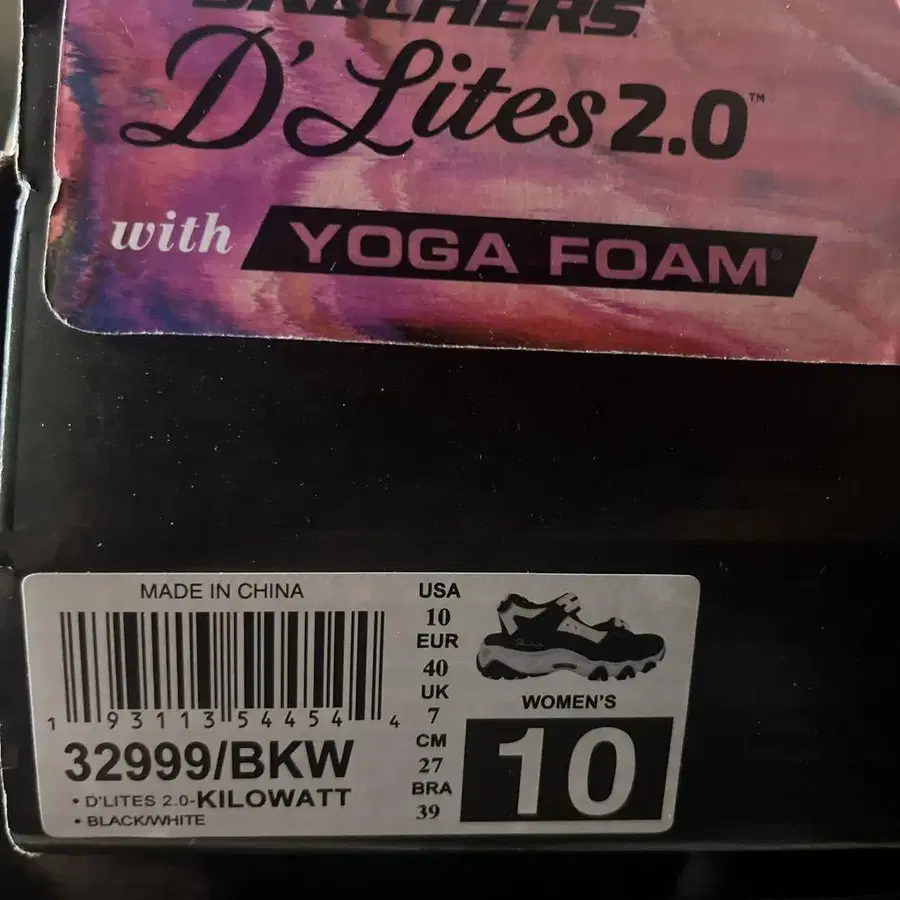 SKECHERS
D'Lites 2.0™
with YOGA FOAM®
MADE IN CHINA
1 93113 54454 4
32999/BKW
• D'LITES 2.0-KILOWATT
• BLACK/WHITE
USA
10
EUR
40
UK
7
CM
27
BRA
39
WOMEN'S
10